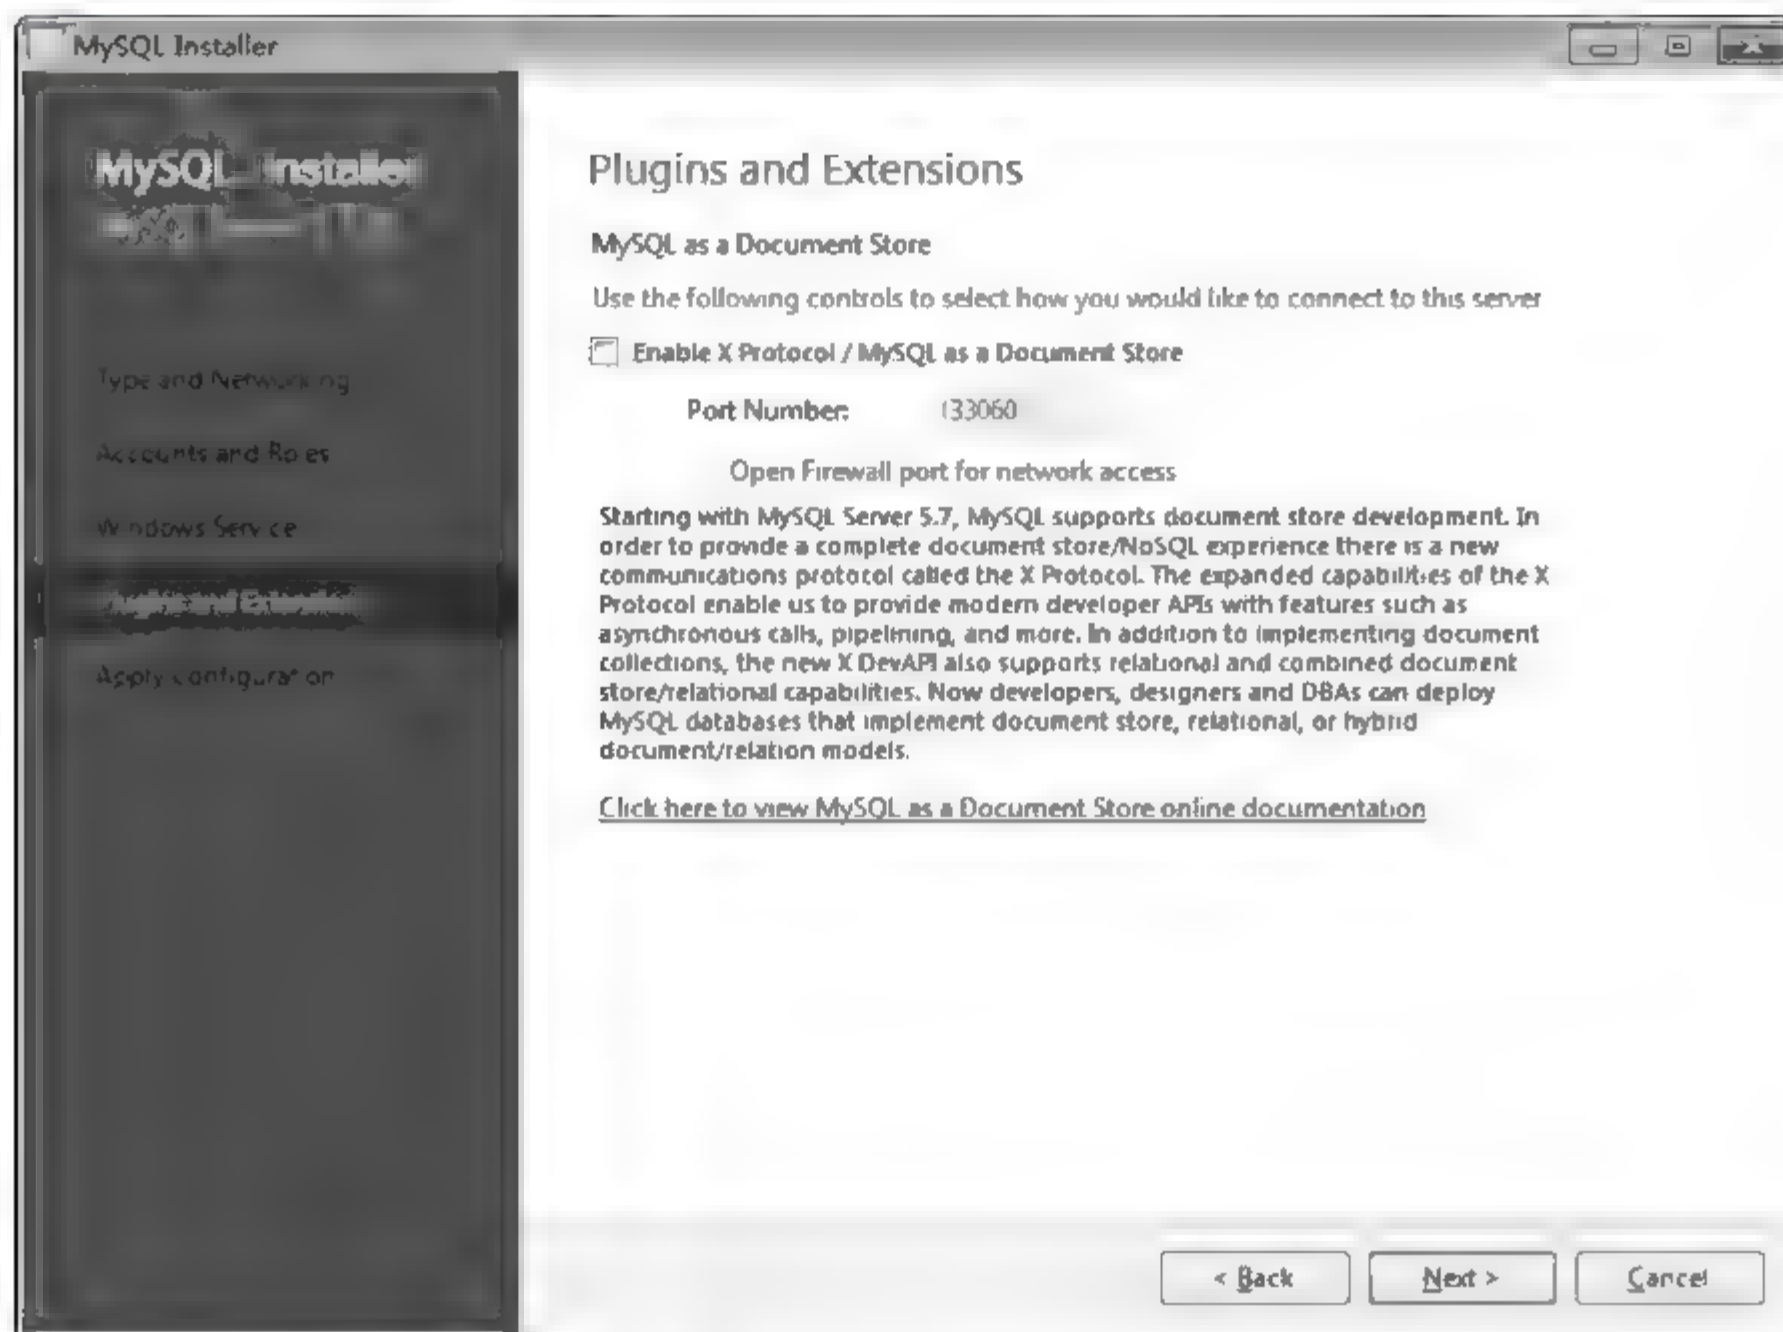 MySQL Installer
MySQL Installer
Type and Networking
Accounts and Roles
Windows Service
Apply configuration
Plugins and Extensions
MySQL as a Document Store
Use the following controls to select how you would like to connect to this server
Enable X Protocol / MySQL as a Document Store
Port Number: 33060
Open Firewall port for network access
Starting with MySQL Server 5.7, MySQL supports document store development. In
order to provide a complete document store/NoSQL experience there is a new
communications protocol called the X Protocol. The expanded capabilities of the X
Protocol enable us to provide modern developer APIs with features such as
asynchronous calls, pipelining, and more. In addition to implementing document
collections, the new X DevAPI also supports relational and combined document
store/relational capabilities. Now developers, designers and DBAs can deploy
MySQL databases that implement document store, relational, or hybrid
document/relation models.
Click here to view MySQL as a Document Store online documentation
< Back
Next >
Cancel